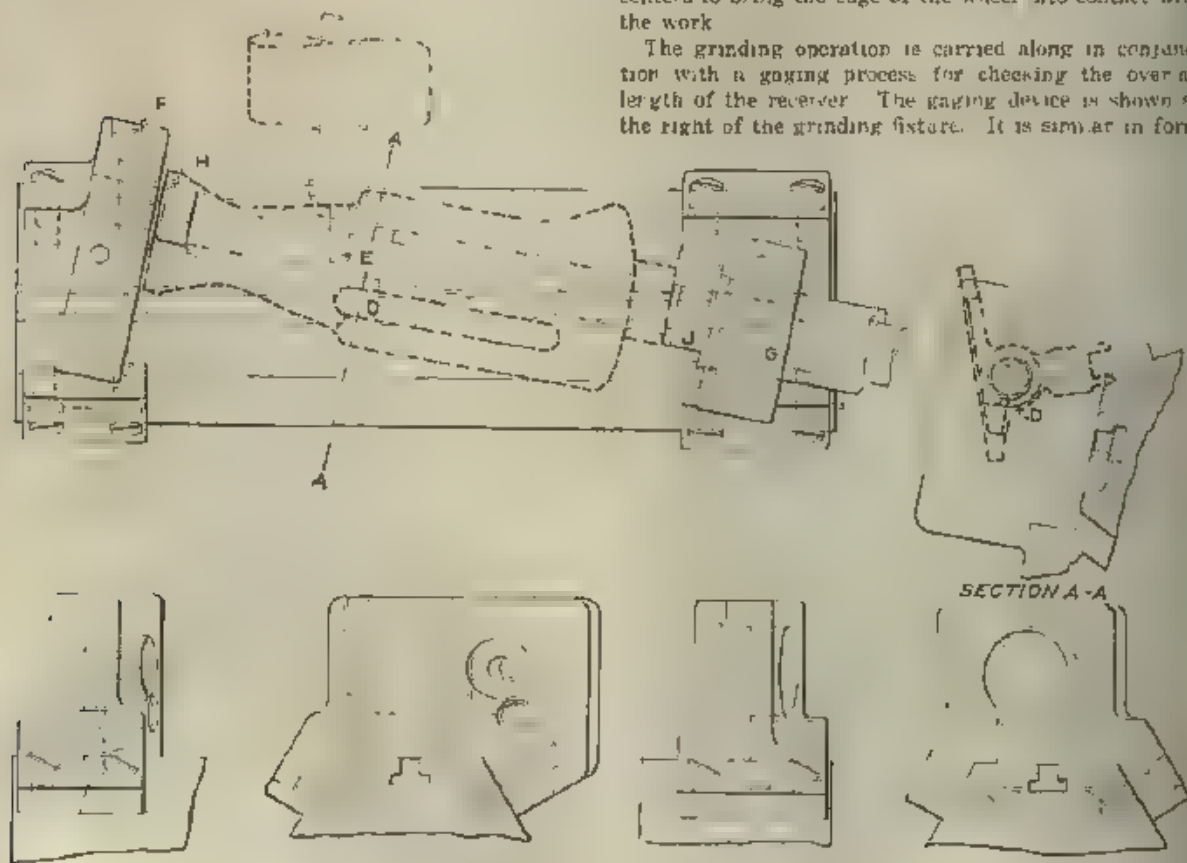 the work
The grinding operation is carried along in conjunc
tion with a gaging process for checking the over a
length of the receiver The gaging device is shown
the right of the grinding fixture. It is similar in for
F
H
A
E
D
J
G
D
A
SECTION A-A